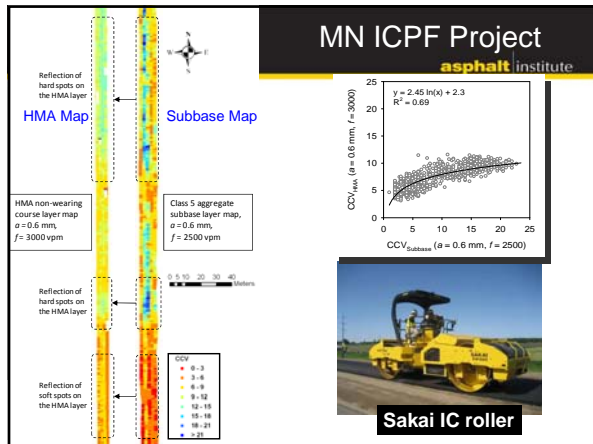 MN ICPF Project
asphalt institute
N
W E
S
Reflection of
hard spots on
the HMA layer
HMA Map
Subbase Map
HMA non-wearing
course layer map
a = 0.6 mm,
f = 3000 vpm
Class 5 aggregate
subbase layer map,
a = 0.6 mm,
f = 2500 vpm
0 5 10 20 30 40
Meters
Reflection of
hard spots on
the HMA layer
Reflection of
soft spots on
the HMA layer
CCV
0 - 3
3 - 6
6 - 9
9 - 12
12 - 15
15 - 18
18 - 21
> 21
y = 2.45 ln(x) + 2.3
R² = 0.69
CCV_HMA (a = 0.6 mm, f = 3000)
25
20
15
10
5
0
0 5 10 15 20 25
CCV_Subbase (a = 0.6 mm, f = 2500)
SAKAI
Sakai IC roller